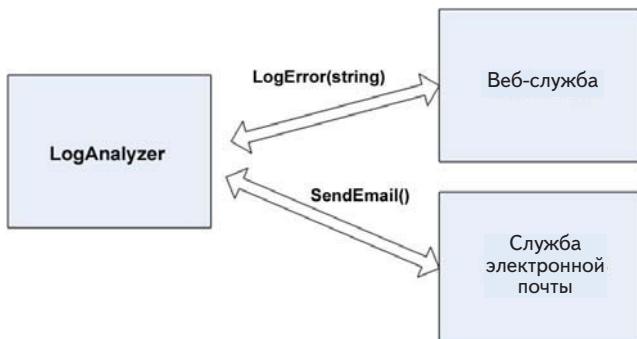 LogAnalyzer
LogError(string)
Веб-служба
SendEmail()
Служба
электронной
почты